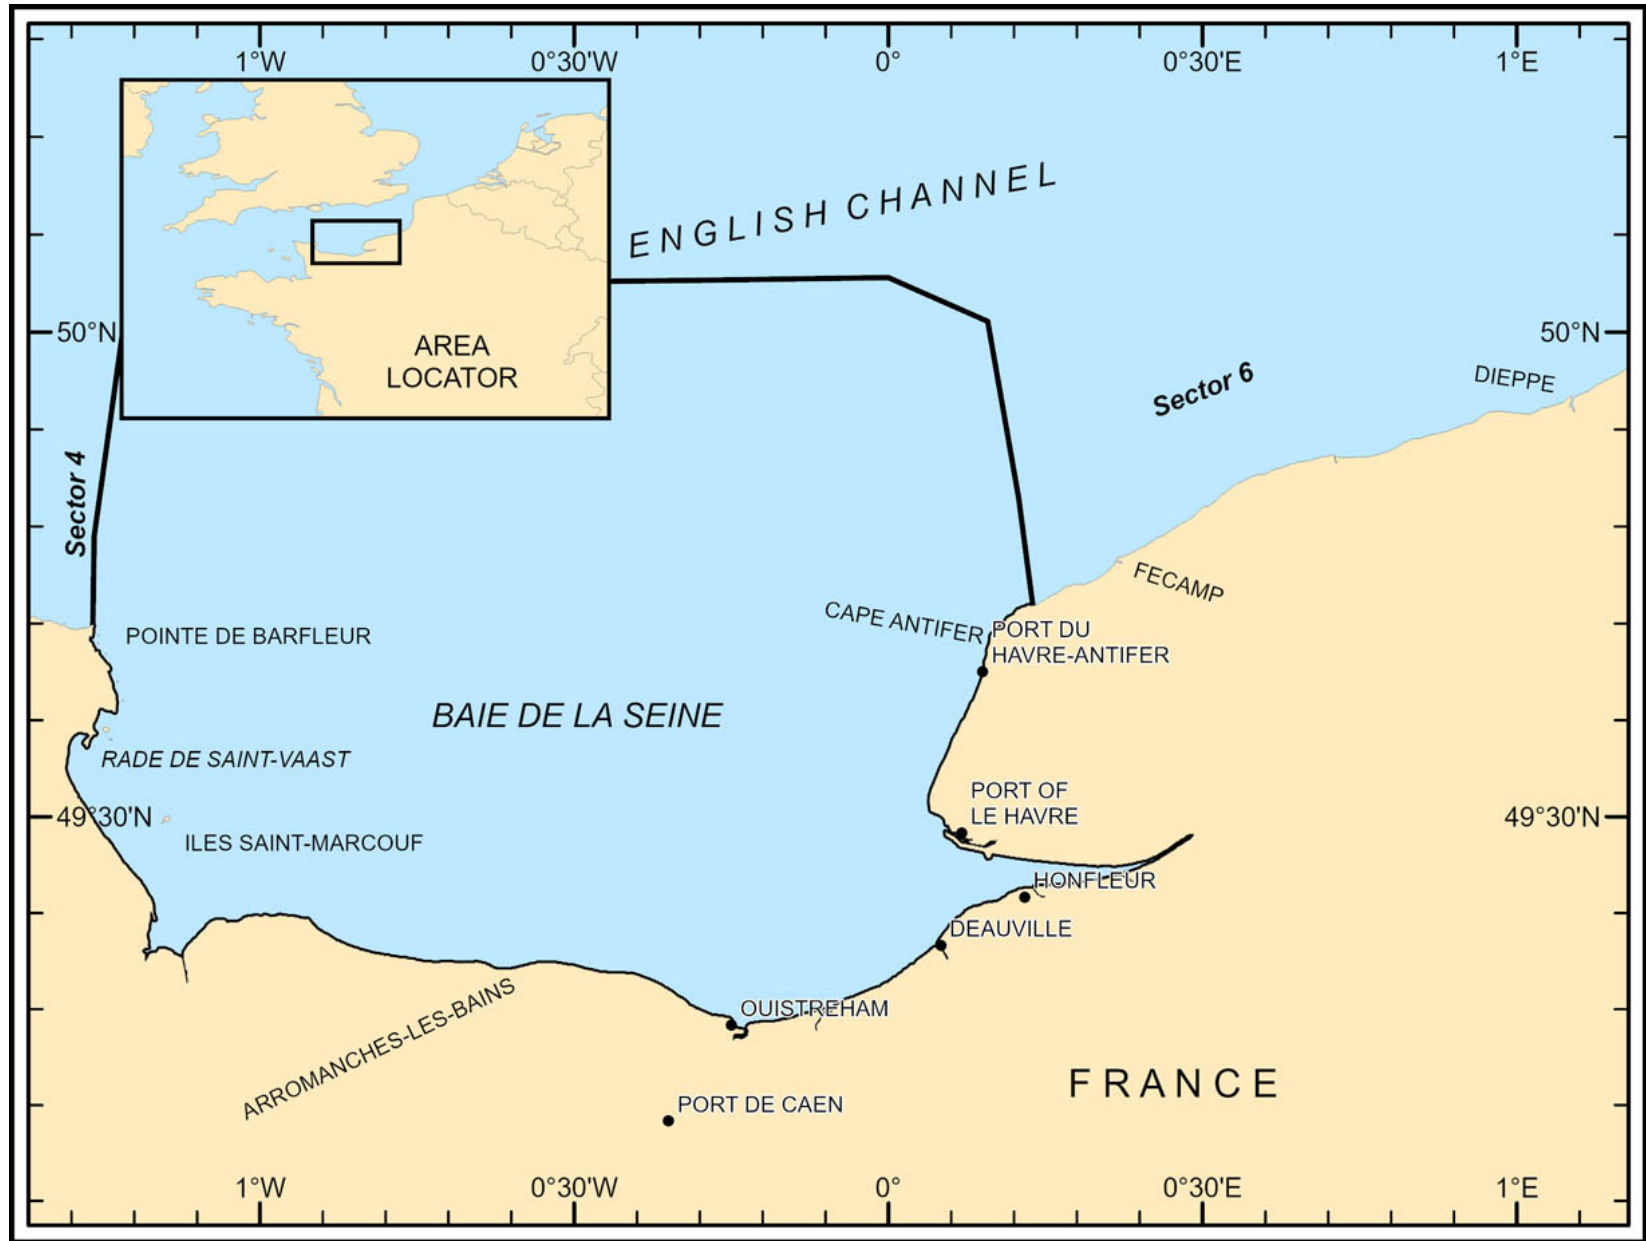 1°W
0°30'W
0°
0°30'E
1°E
ENGLISH CHANNEL
AREA
LOCATOR
50°N
50°N
Sector 6
DIEPPE
Sector 4
FECAMP
CAPE ANTIFER
PORT DU
HAVRE-ANTIFER
POINTE DE BARFLEUR
BAIE DE LA SEINE
RADE DE SAINT-VAAST
PORT OF
LE HAVRE
49°30'N
49°30'N
ILES SAINT-MARCOUF
HONFLEUR
DEAUVILLE
OUISTREHAM
ARROMANCHES-LES-BAINS
FRANCE
PORT DE CAEN
1°W
0°30'W
0°
0°30'E
1°E